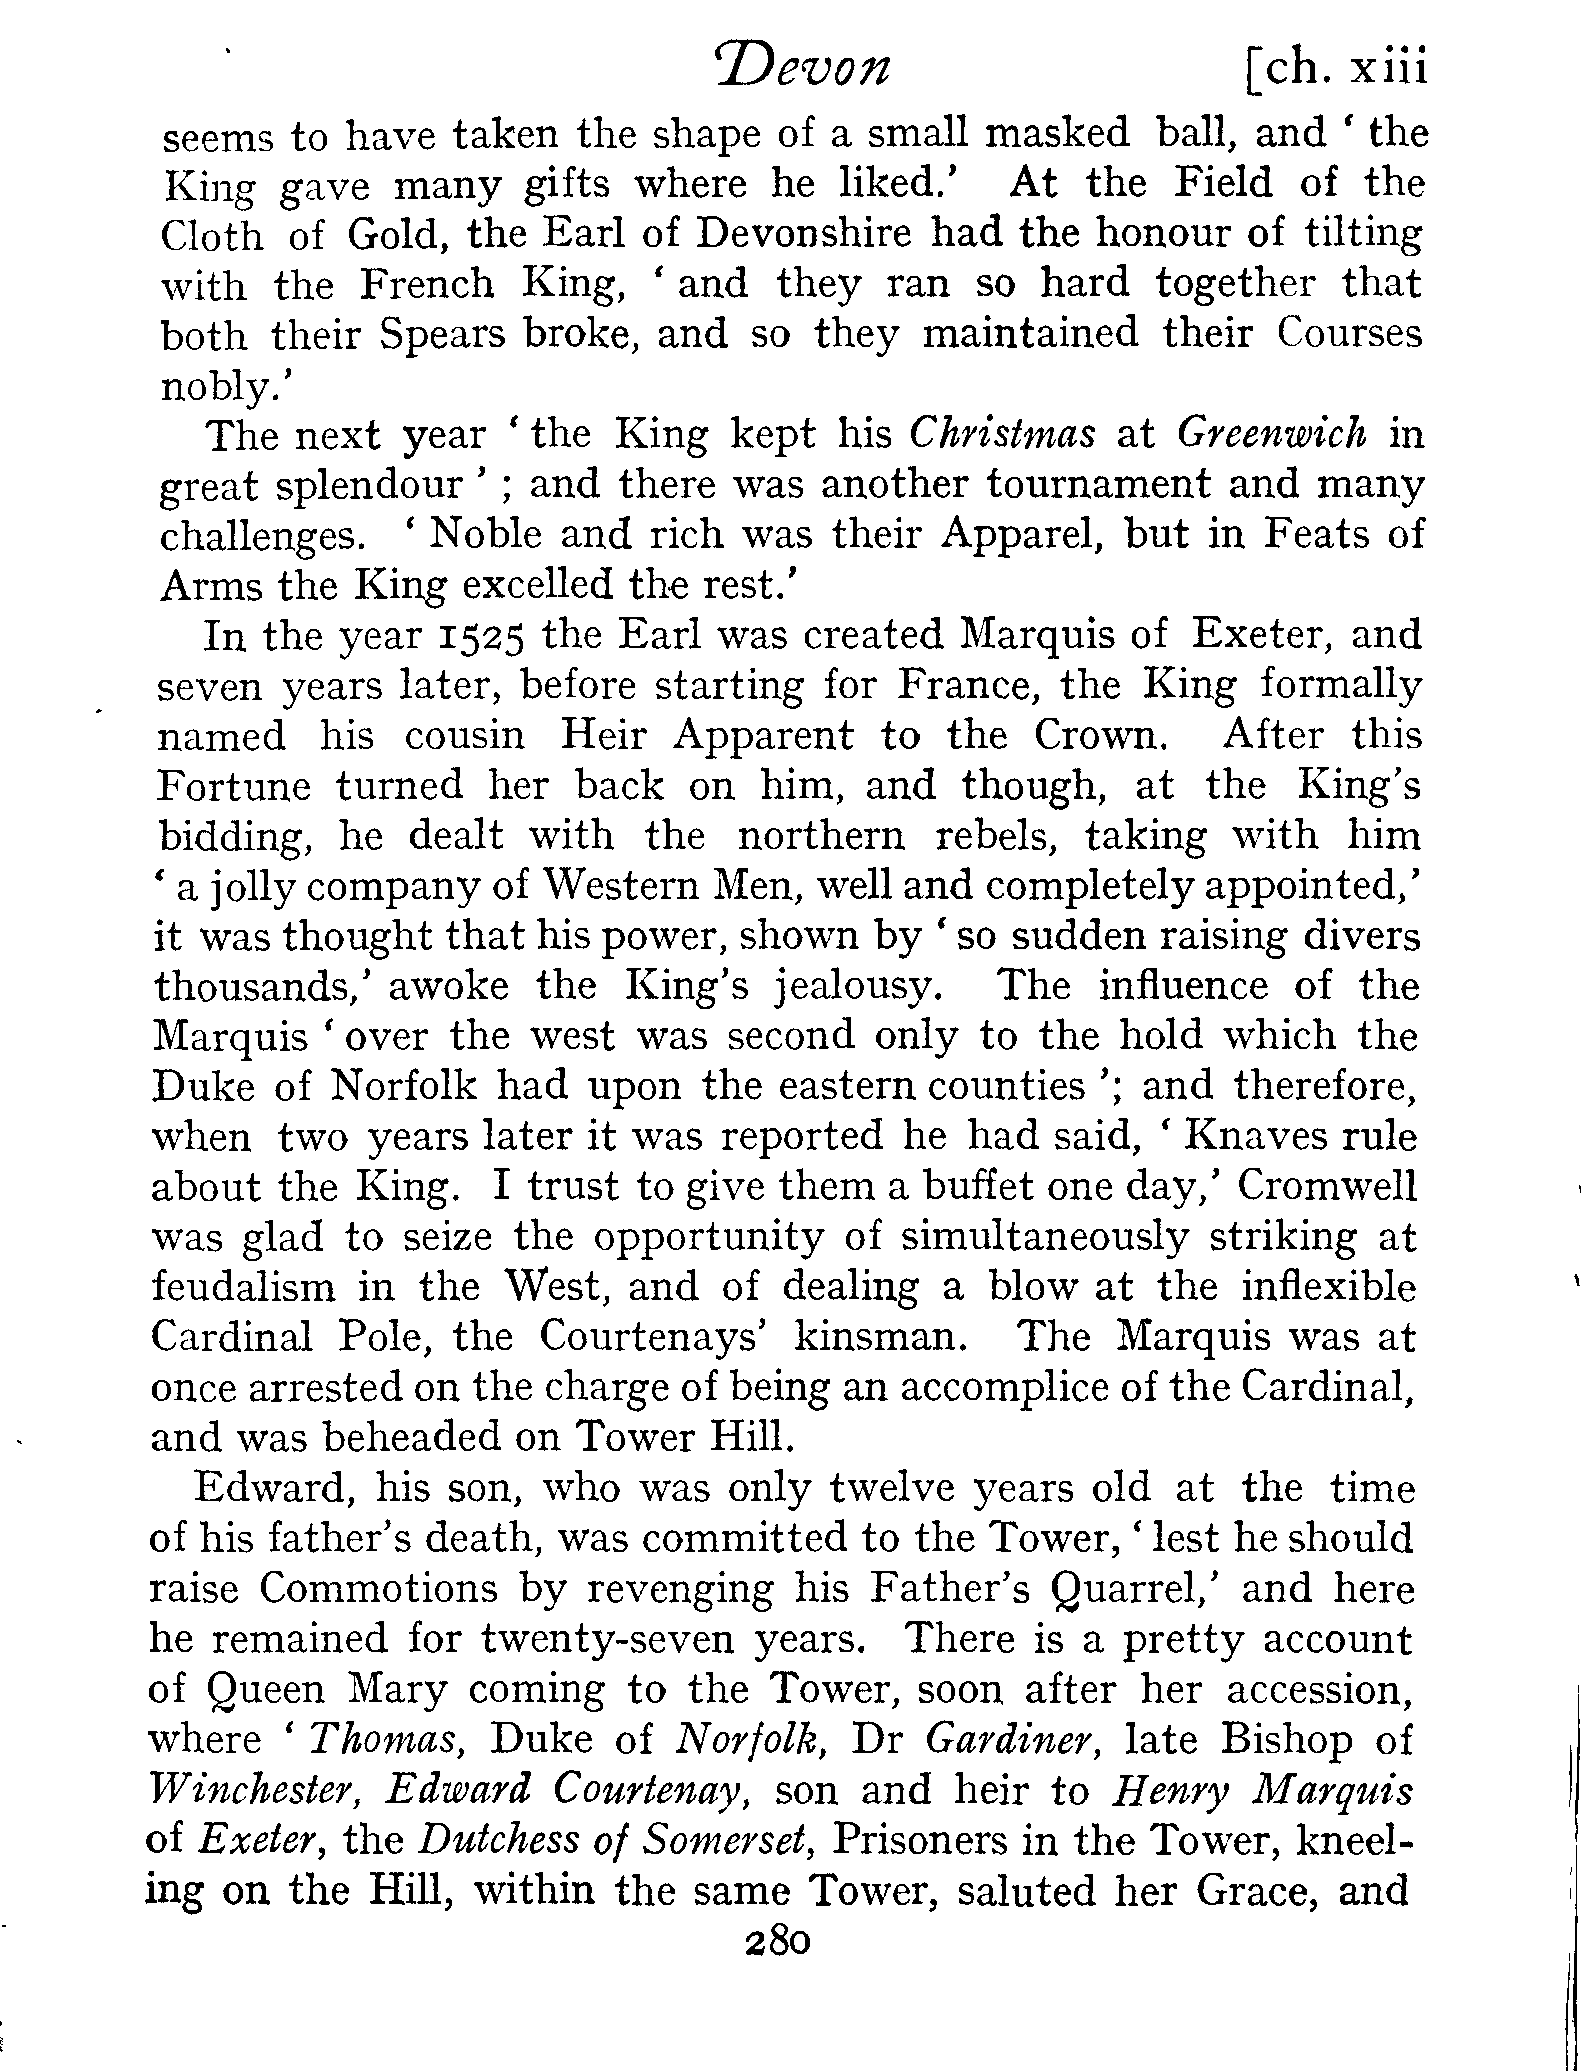 Devon [ch. xiii
seems to have taken the shape of a small masked ball, and ‘ the
King gave many gifts where he liked.’ At the Field of the
Cloth of Gold, the Earl of Devonshire had the honour of tilting
with the French King, ‘ and they ran so hard together that
both their Spears broke, and so they maintained their Courses
nobly.’
The next year ‘ the King kept his Christmas at Greenwich in
great splendour ’ ; and there was another tournament and many
challenges. ‘ Noble and rich was their Apparel, but in Feats of
Arms the King excelled the rest.’
In the year 1525 the Earl was created Marquis of Exeter, and
seven years later, before starting for France, the King formally
named his cousin Heir Apparent to the Crown. After this
Fortune turned her back on him, and though, at the King’s
bidding, he dealt with the northern rebels, taking with him
‘ a jolly company of Western Men, well and completely appointed,’
it was thought that his power, shown by ‘ so sudden raising divers
thousands,’ awoke the King’s jealousy. The influence of the
Marquis ‘ over the west was second only to the hold which the
Duke of Norfolk had upon the eastern counties ’; and therefore,
when two years later it was reported he had said, ‘ Knaves rule
about the King. I trust to give them a buffet one day,’ Cromwell
was glad to seize the opportunity of simultaneously striking at
feudalism in the West, and of dealing a blow at the inflexible
Cardinal Pole, the Courtenays’ kinsman. The Marquis was at
once arrested on the charge of being an accomplice of the Cardinal,
and was beheaded on Tower Hill.
Edward, his son, who was only twelve years old at the time
of his father’s death, was committed to the Tower, ‘ lest he should
raise Commotions by revenging his Father’s Quarrel,’ and here
he remained for twenty-seven years. There is a pretty account
of Queen Mary coming to the Tower, soon after her accession,
where ‘ Thomas, Duke of Norfolk, Dr Gardiner, late Bishop of
Winchester, Edward Courtenay, son and heir to Henry Marquis
of Exeter, the Dutchess of Somerset, Prisoners in the Tower, kneel-
ing on the Hill, within the same Tower, saluted her Grace, and
280